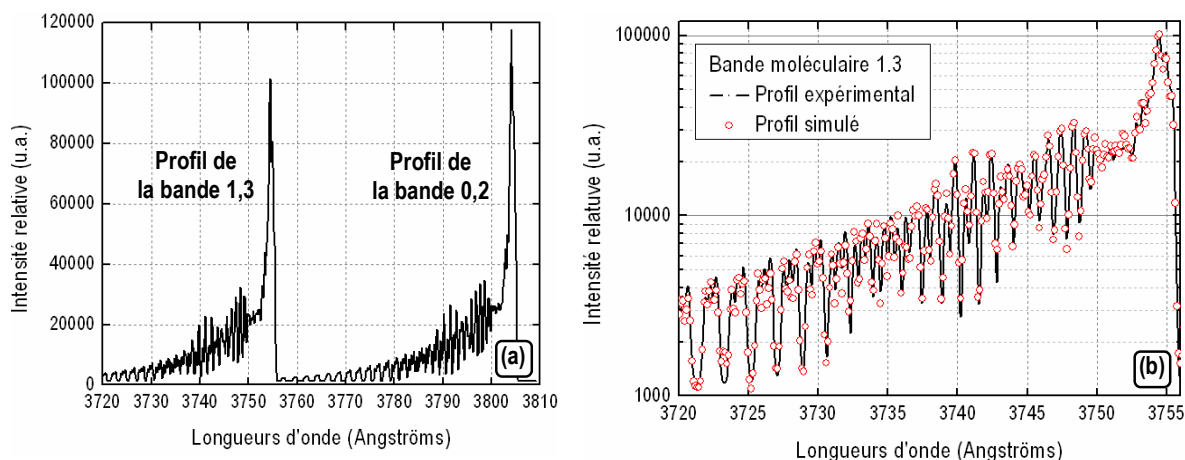 120000
100000
80000
60000
40000
20000
0
Intensité relative (u.a.)
Profil de
la bande 1,3
Profil de
la bande 0,2
(a)
3720 3730 3740 3750 3760 3770 3780 3790 3800 3810
Longueurs d'onde (Angströms)
100000
10000
1000
Intensité relative (u.a.)
Bande moléculaire 1.3
Profil expérimental
Profil simulé
(b)
3720 3725 3730 3735 3740 3745 3750 3755
Longueurs d'onde (Angströms)